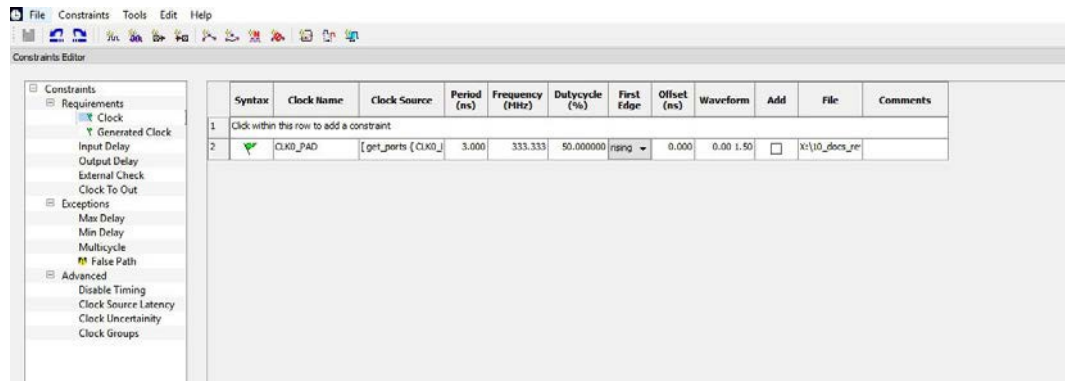 File Constraints Tools Edit Help
Constraints Editor
Constraints
Requirements
Clock
Generated Clock
Input Delay
Output Delay
External Check
Clock To Out
Exceptions
Max Delay
Min Delay
Multicycle
False Path
Advanced
Disable Timing
Clock Source Latency
Clock Uncertainity
Clock Groups
Syntax Clock Name Clock Source Period (ns) Frequency (MHz) Dutycycle (%) First Edge Offset (ns) Waveform Add File Comments
1 Click within this row to add a constraint
2 CLK0_PAD [ get_ports { CLK0_ 3.000 333.333 50.000000 rising 0.000 0.00 1.50 X:\10_docs_re